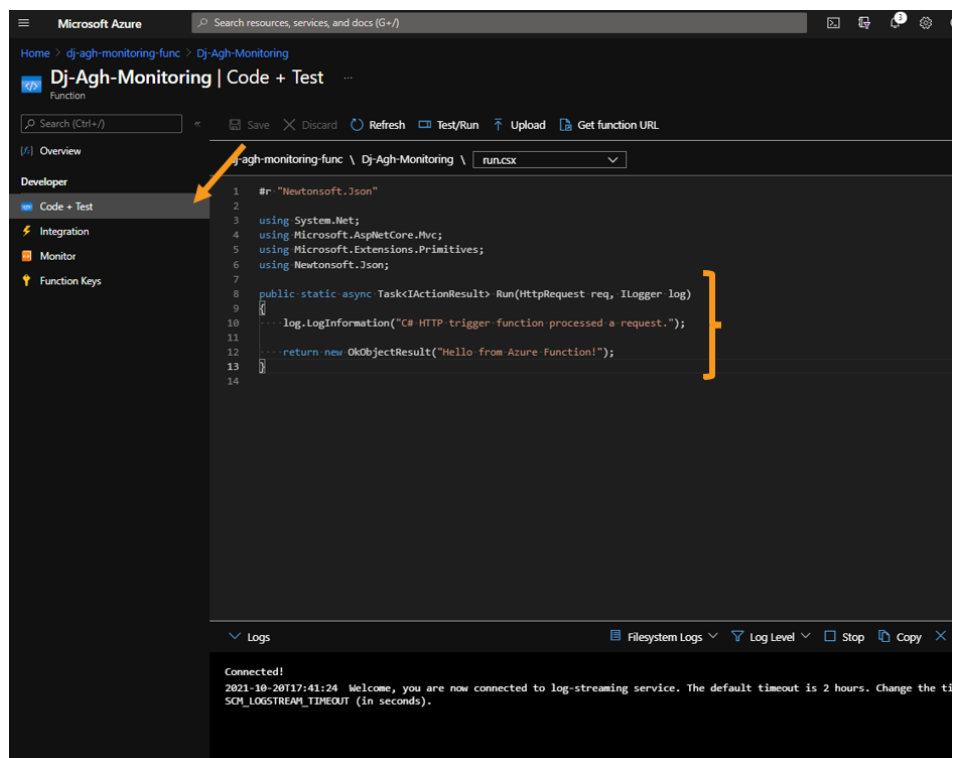 Microsoft Azure
Search resources, services, and docs (G+/)
3
Home > dj-agh-monitoring-func > Dj-Agh-Monitoring
Dj-Agh-Monitoring | Code + Test ...
Function
Search (Ctrl+/)
«
Save Discard Refresh Test/Run Upload Get function URL
Overview
-agh-monitoring-func \ Dj-Agh-Monitoring \ run.csx
Developer
Code + Test
Integration
Monitor
Function Keys
1 #r "Newtonsoft.Json"
2
3 using System.Net;
4 using Microsoft.AspNetCore.Mvc;
5 using Microsoft.Extensions.Primitives;
6 using Newtonsoft.Json;
7
8 public static async Task<IActionResult> Run(HttpRequest req, ILogger log)
9 {
10 ····log.LogInformation("C# HTTP trigger function processed a request.");
11
12 ····return new OkObjectResult("Hello from Azure Function!");
13 }
14
Logs
Filesystem Logs Log Level Stop Copy
Connected!
2021-10-20T17:41:24 Welcome, you are now connected to log-streaming service. The default timeout is 2 hours. Change the ti
SCM_LOGSTREAM_TIMEOUT (in seconds).